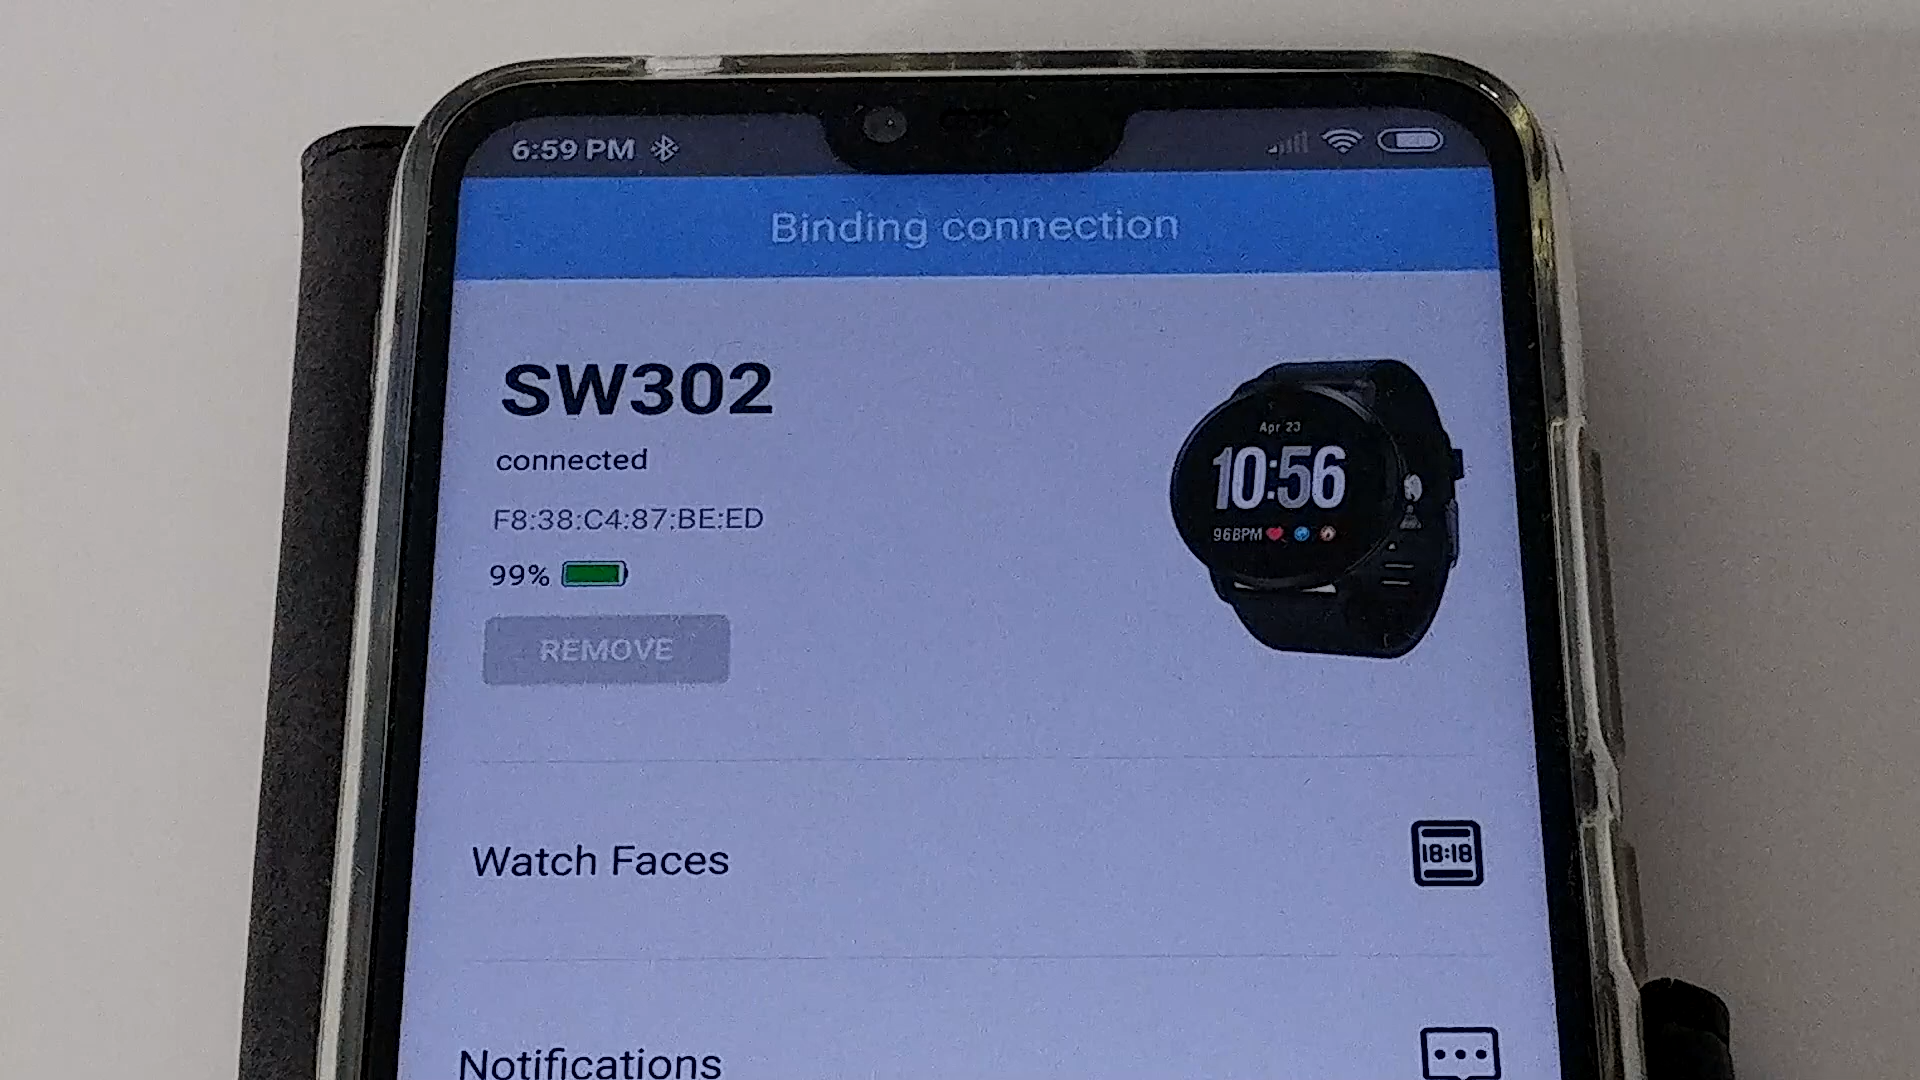 6:59 PM
Binding connection
SW302
connected
F8:38:C4:87:BE:ED
99%
REMOVE
Apr 23
10:56
96BPM
Watch Faces
18:18
Notifications